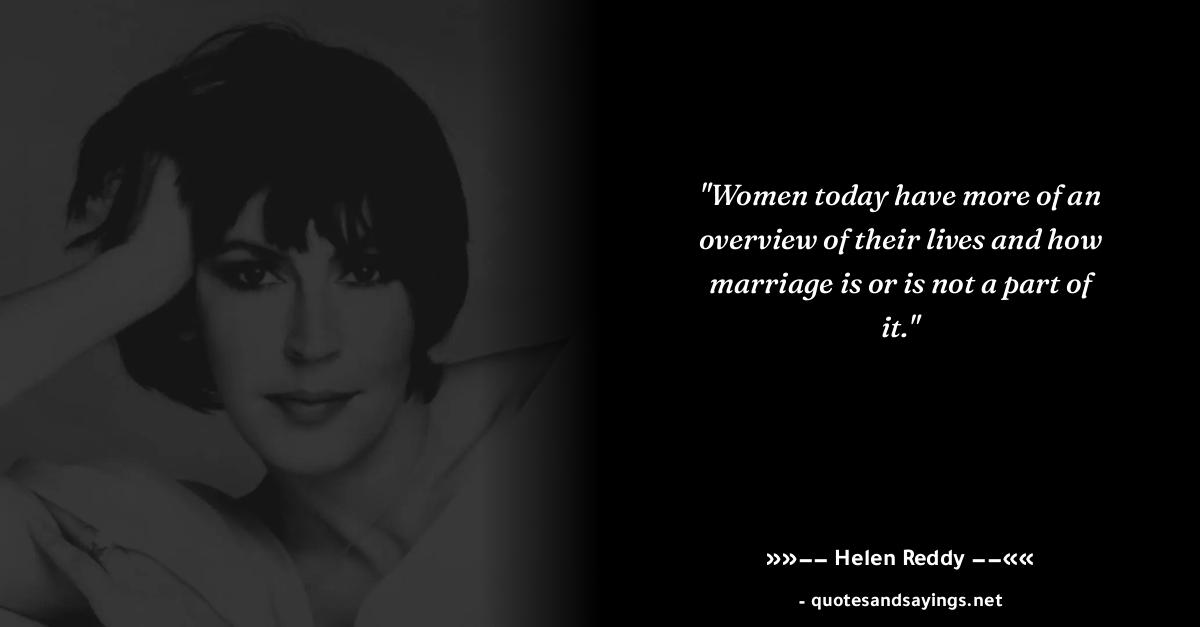 "Women today have more of an
overview of their lives and how
marriage is or is not a part of
it."
»»–– Helen Reddy ––««
- quotesandsayings.net